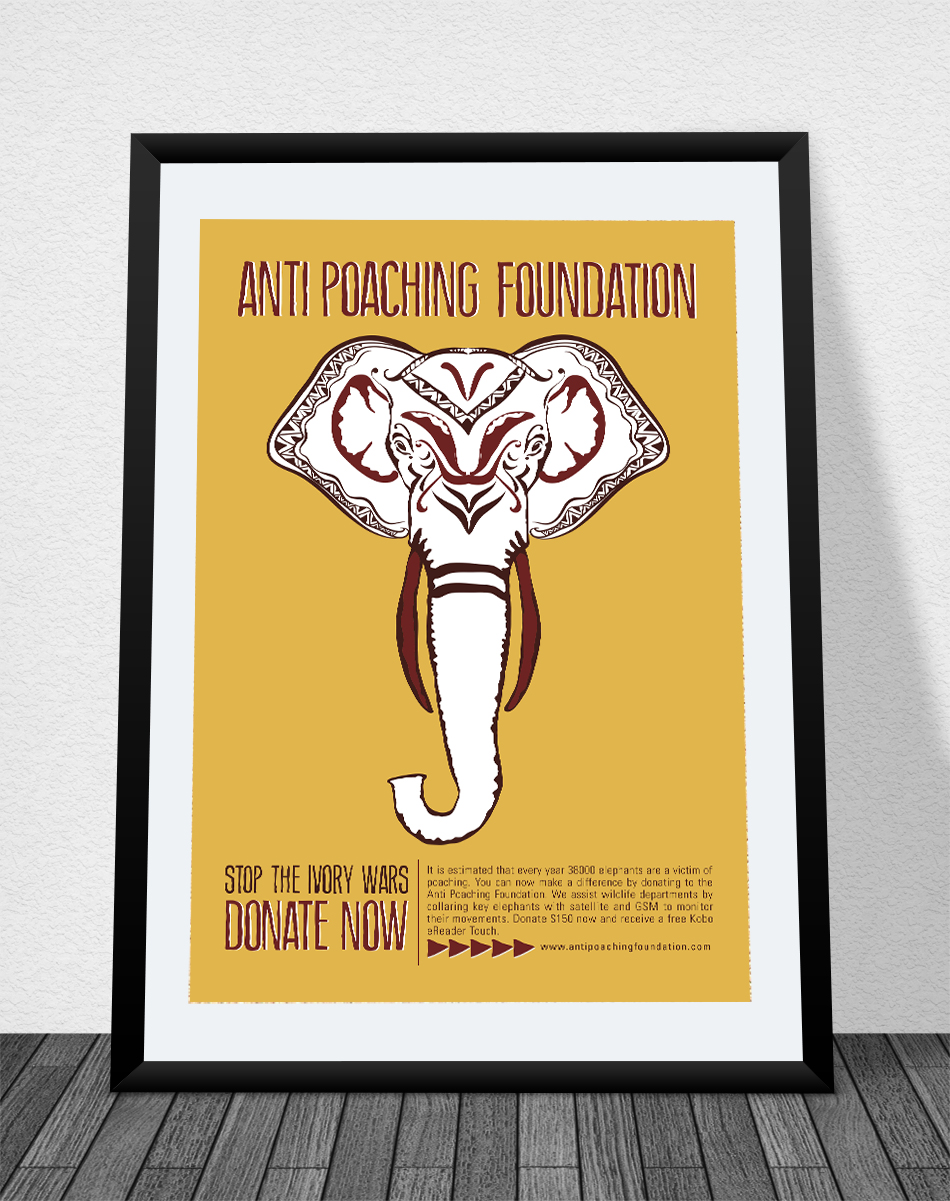 ANTI POACHING FOUNDATION
STOP THE IVORY WARS
DONATE NOW
It is estimated that every year 38000 elephants are a victim of
poaching. You can now make a difference by donating to the
Anti Poaching Foundation. We assist wildlife departments by
collaring key elephants with satellite and GSM to monitor
their movements. Donate $150 now and receive a free Kobo
eReader Touch.
www.antipoachingfoundation.com